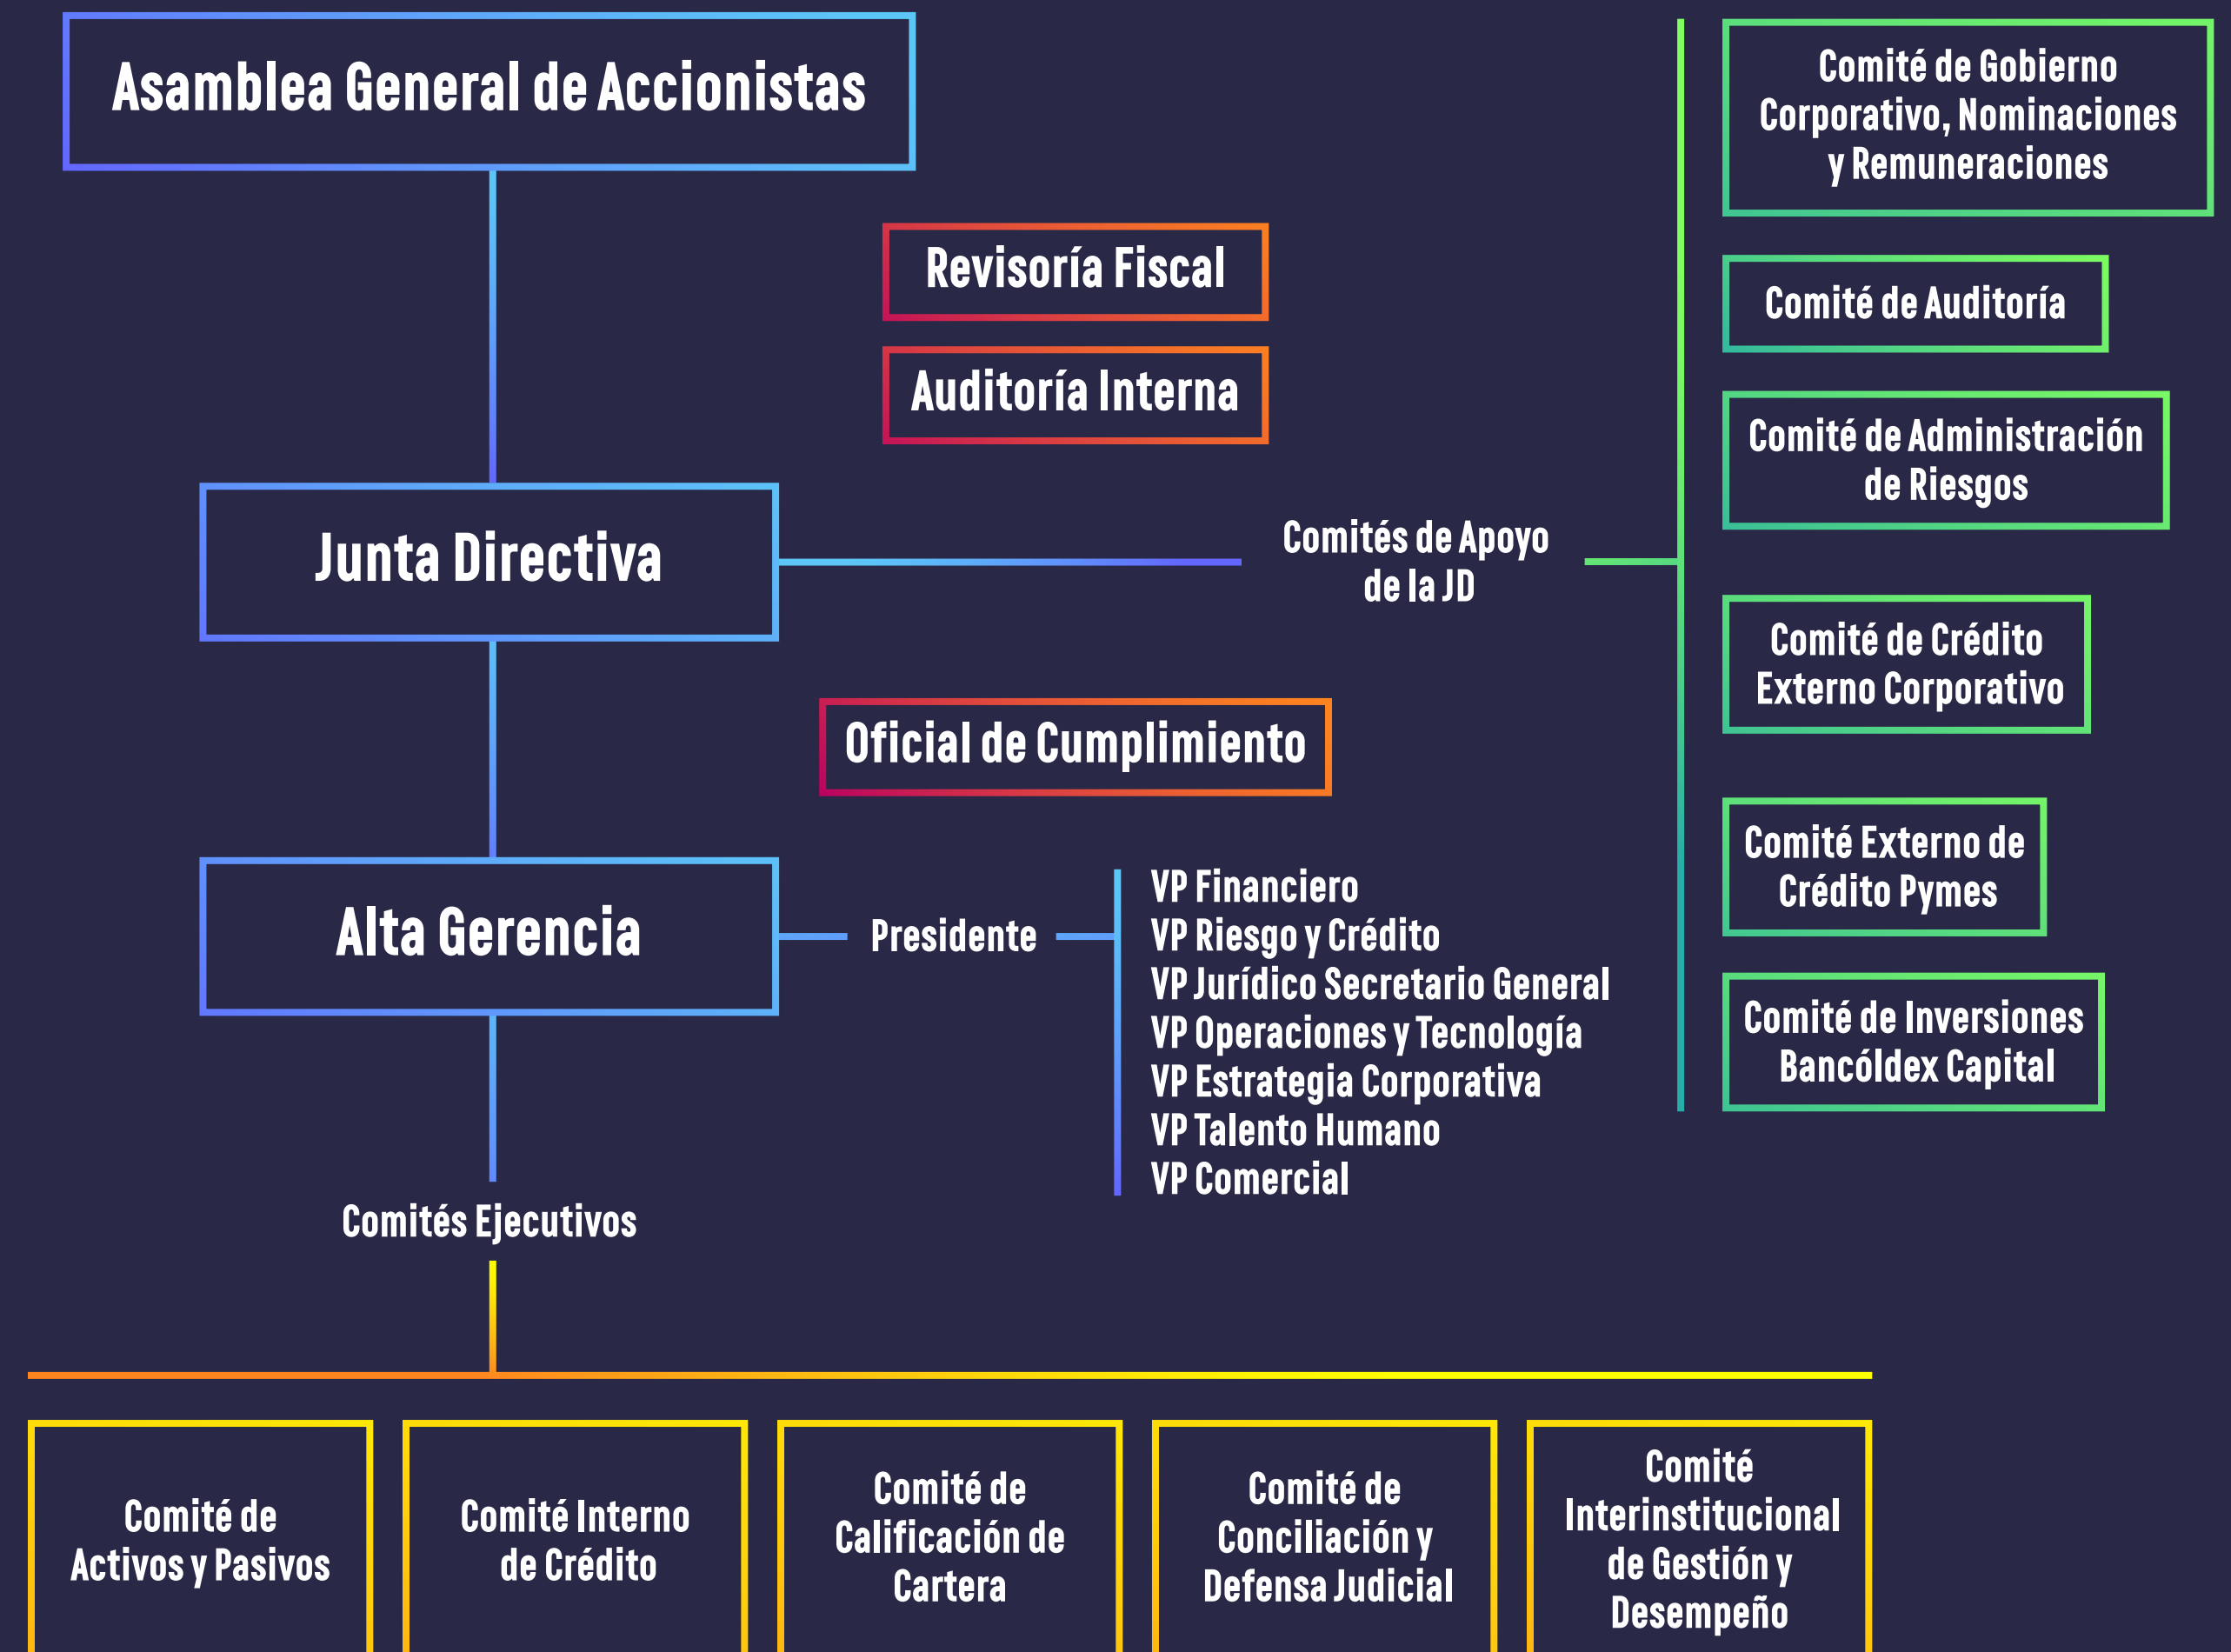 Asamblea General de Accionistas
Revisoría Fiscal
Auditoría Interna
Junta Directiva
Comités de Apoyo
de la JD
Comité de Gobierno
Corporativo, Nominaciones
y Remuneraciones
Comité de Auditoría
Comité de Administración
de Riesgos
Comité de Crédito
Externo Corporativo
Comité Externo de
Crédito Pymes
Comité de Inversiones
Bancóldex Capital
Oficial de Cumplimiento
Alta Gerencia
Presidente
VP Financiero
VP Riesgo y Crédito
VP Jurídico Secretario General
VP Operaciones y Tecnología
VP Estrategia Corporativa
VP Talento Humano
VP Comercial
Comités Ejecutivos
Comité de
Activos y Pasivos
Comité Interno
de Crédito
Comité de
Calificación de
Cartera
Comité de
Conciliación y
Defensa Judicial
Comité
Interinstitucional
de Gestión y
Desempeño